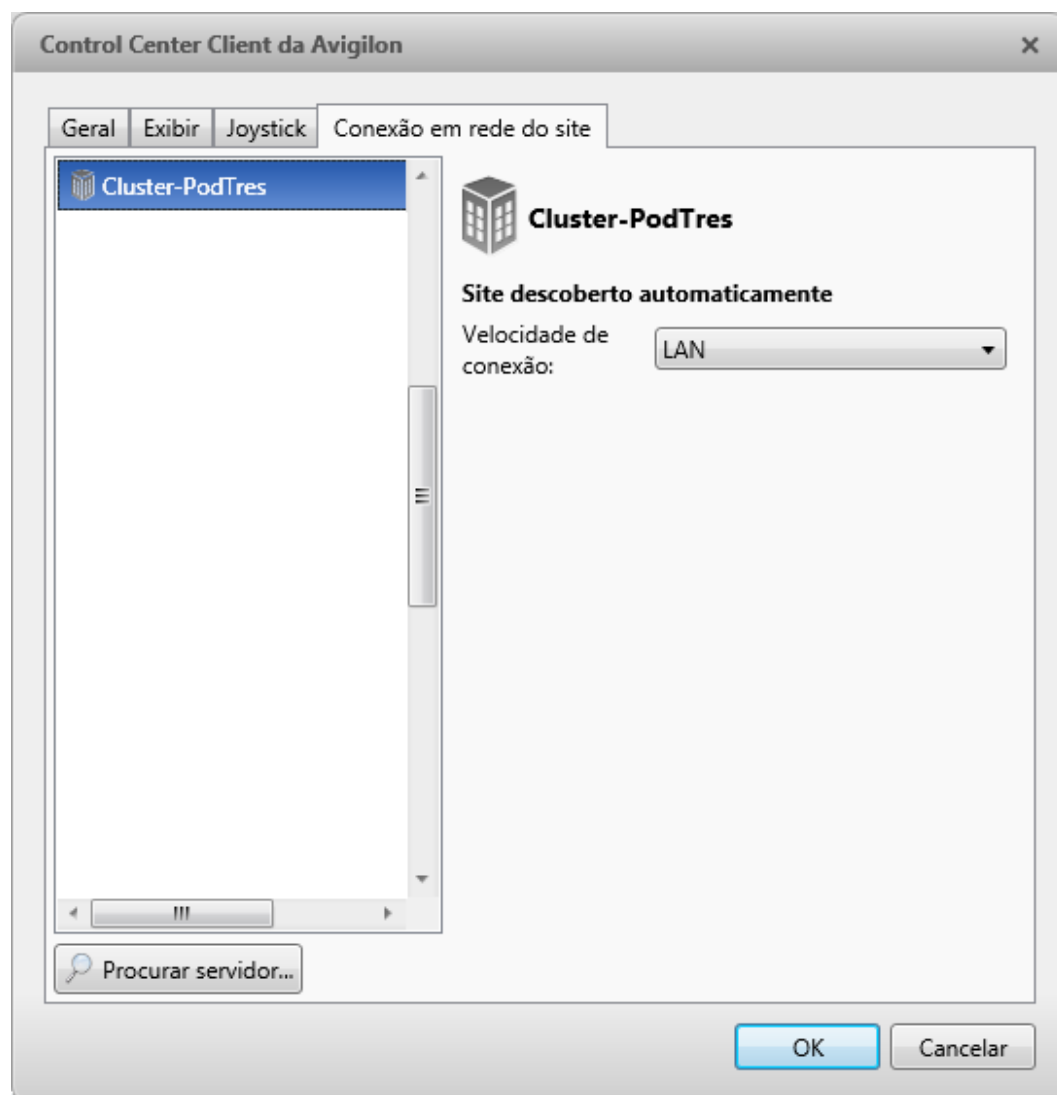 Control Center Client da Avigilon
Geral Exibir Joystick Conexão em rede do site
Cluster-PodTres
Cluster-PodTres
Site descoberto automaticamente
Velocidade de
conexão:
LAN
Procurar servidor...
OK Cancelar